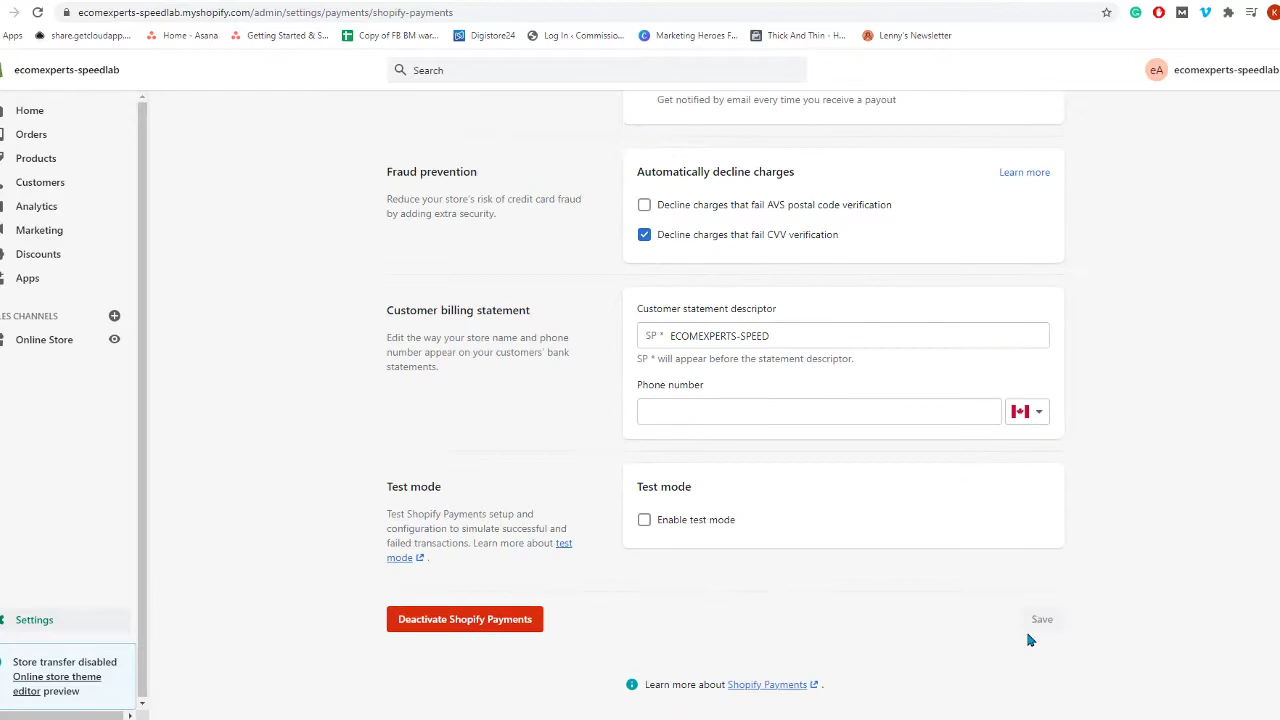 ecomexperts-speedlab.myshopify.com/admin/settings/payments/shopify-payments
Apps
share.getcloudapp....
Home - Asana
Getting Started & S...
Copy of FB BM war...
Digistore24
Log In ‹ Commissio...
Marketing Heroes F...
Thick And Thin - H...
Lenny's Newsletter
ecomexperts-speedlab
Search
eA
ecomexperts-speedlab
Home
Orders
Products
Customers
Analytics
Marketing
Discounts
Apps
LES CHANNELS
Online Store
Settings
Store transfer disabled
Online store theme
editor preview
Get notified by email every time you receive a payout
Fraud prevention
Reduce your store's risk of credit card fraud
by adding extra security.
Automatically decline charges
Learn more
Decline charges that fail AVS postal code verification
Decline charges that fail CVV verification
Customer billing statement
Edit the way your store name and phone
number appear on your customers' bank
statements.
Customer statement descriptor
SP * ECOMEXPERTS-SPEED
SP * will appear before the statement descriptor.
Phone number
Test mode
Test Shopify Payments setup and
configuration to simulate successful and
failed transactions. Learn more about test
mode .
Test mode
Enable test mode
Deactivate Shopify Payments
Save
Learn more about Shopify Payments .